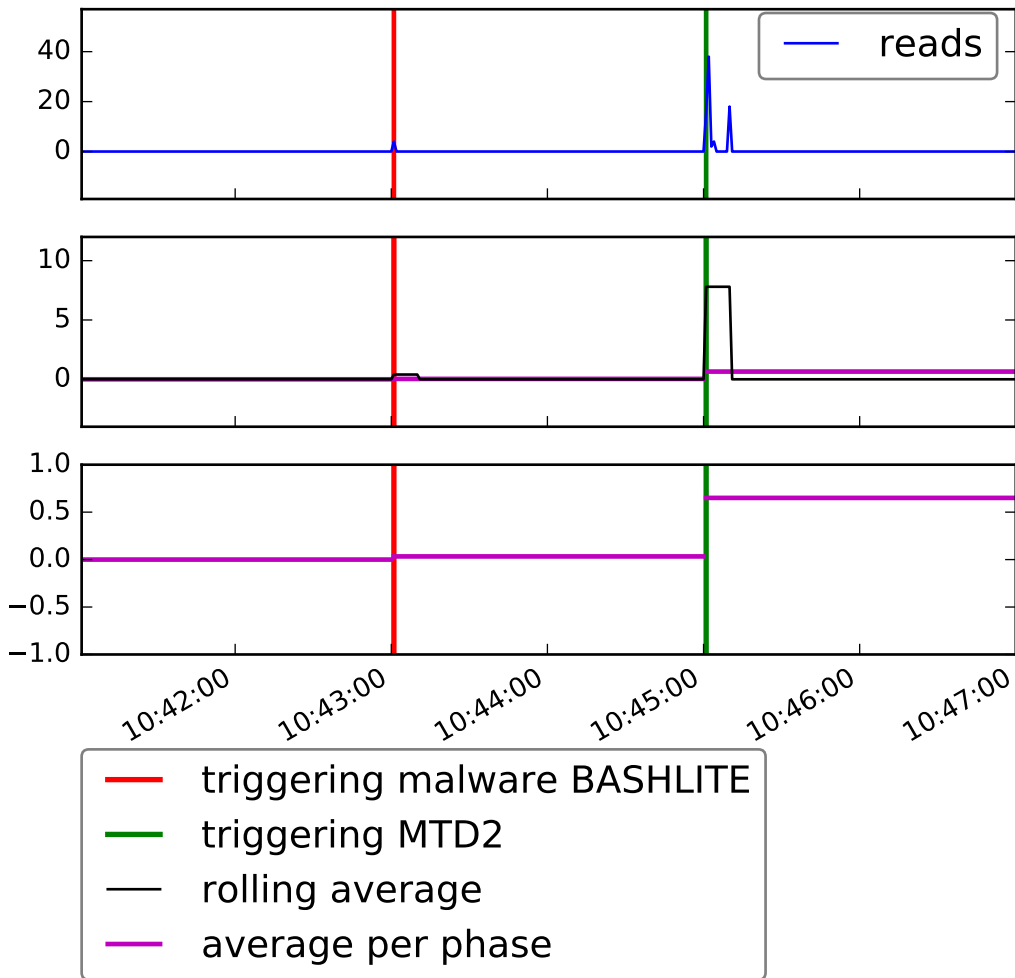 40
20
0
reads
10
5
0
1.0
0.5
0.0
−0.5
−1.0
10:42:00 10:43:00 10:44:00 10:45:00 10:46:00 10:47:00
triggering malware BASHLITE
triggering MTD2
rolling average
average per phase